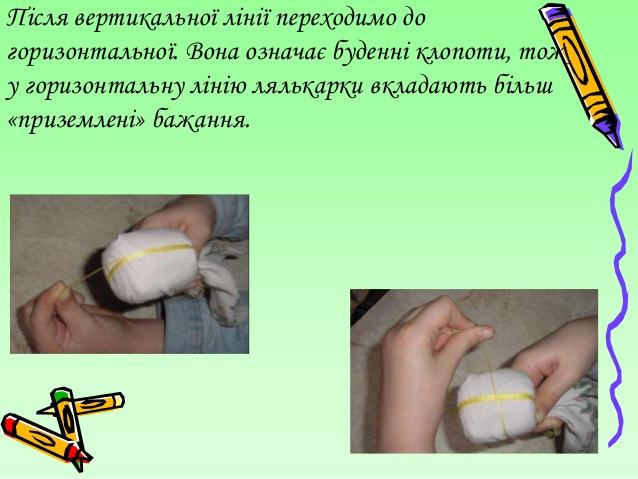 Після вертикальної лінії переходимо до
горизонтальної. Вона означає буденні клопоти, тож
у горизонтальну лінію лялькарки вкладають більш
«приземлені» бажання.